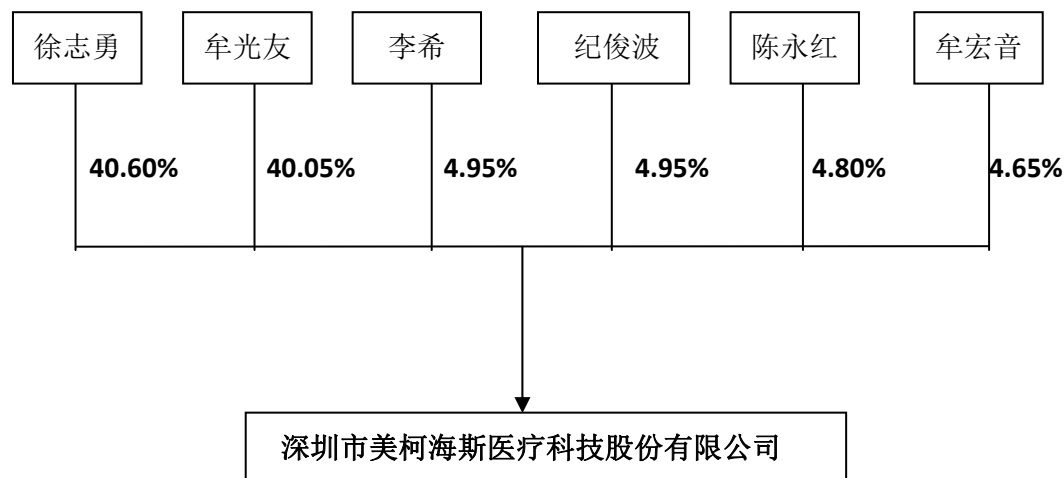 徐志勇 牟光友 李希 纪俊波 陈永红 牟宏音
40.60% 40.05% 4.95% 4.95% 4.80% 4.65%
深圳市美柯海斯医疗科技股份有限公司